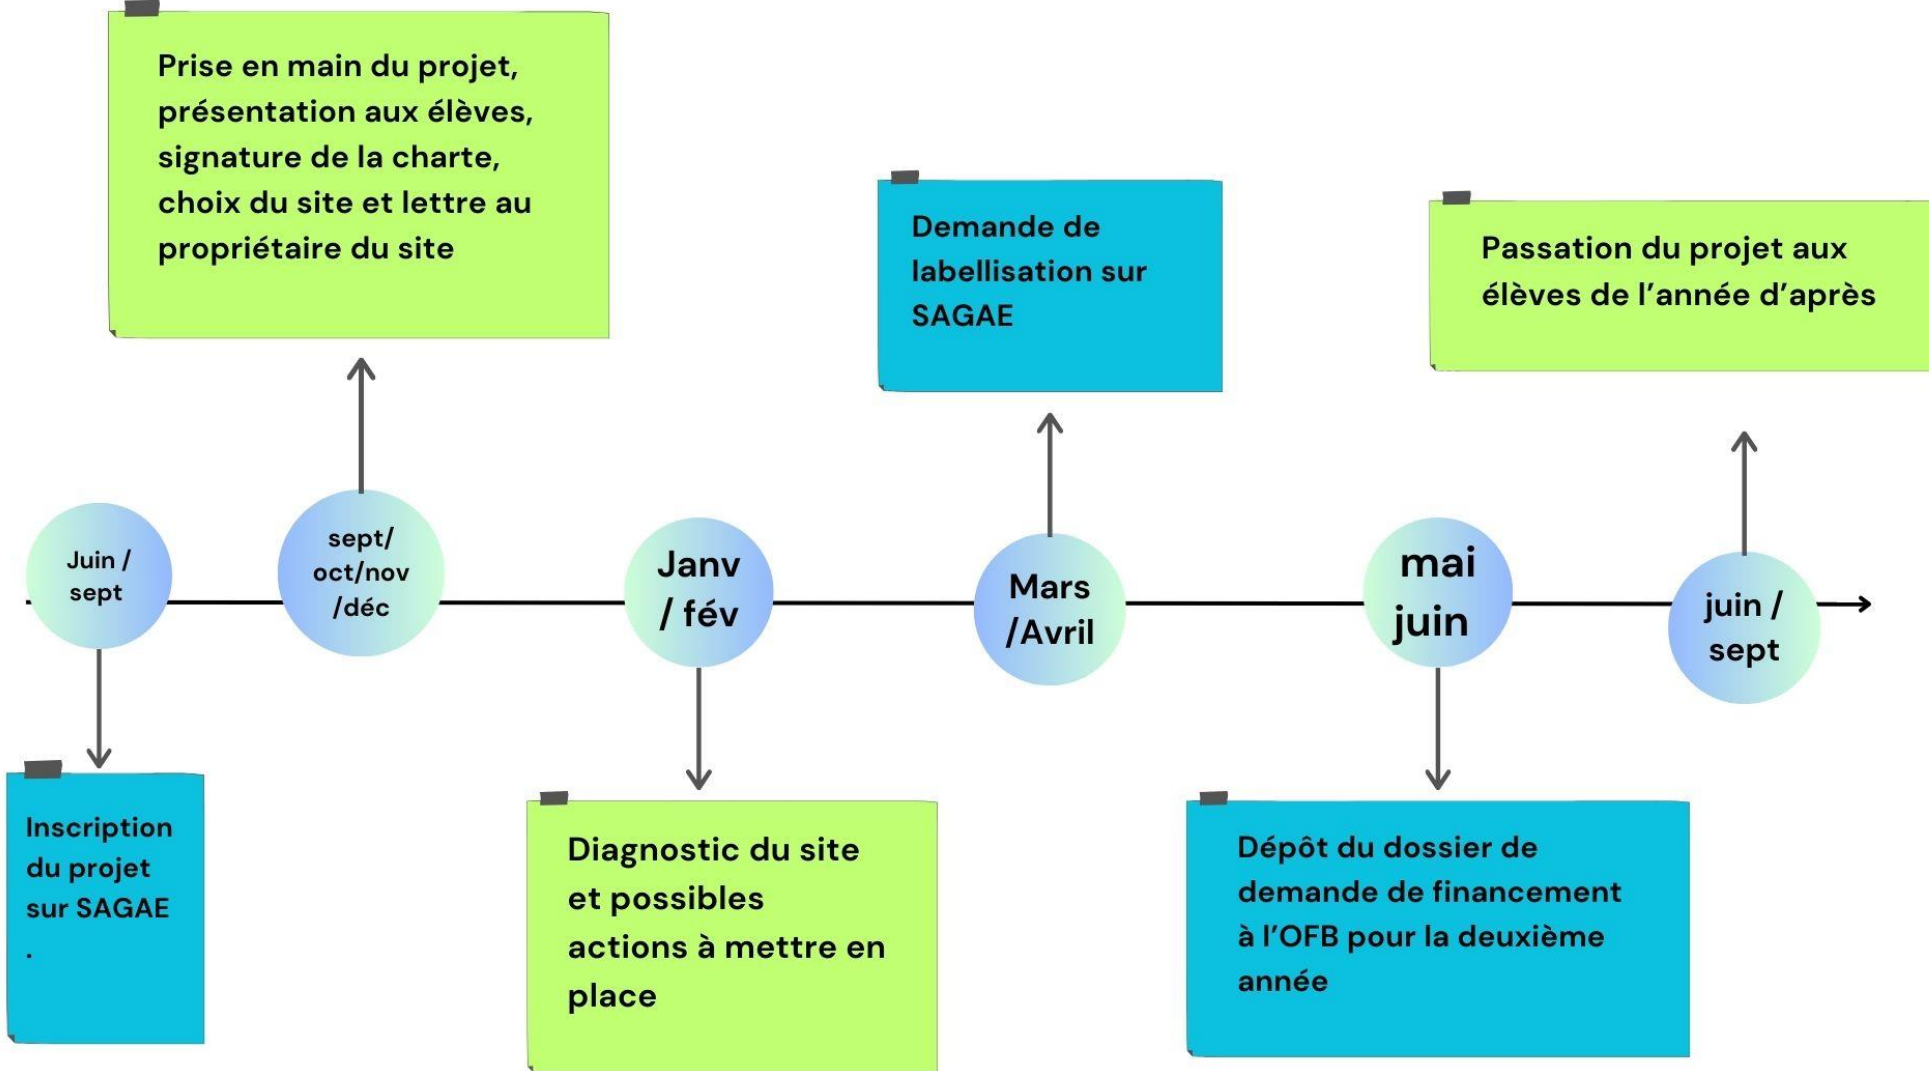 Prise en main du projet,
présentation aux élèves,
signature de la charte,
choix du site et lettre au
propriétaire du site
Demande de
labellisation sur
SAGAE
Passation du projet aux
élèves de l’année d’après
Juin /
sept
sept/
oct/nov
/déc
Janv
/ fév
Mars
/Avril
mai
juin
juin /
sept
Inscription
du projet
sur SAGAE
.
Diagnostic du site
et possibles
actions à mettre en
place
Dépôt du dossier de
demande de financement
à l’OFB pour la deuxième
année